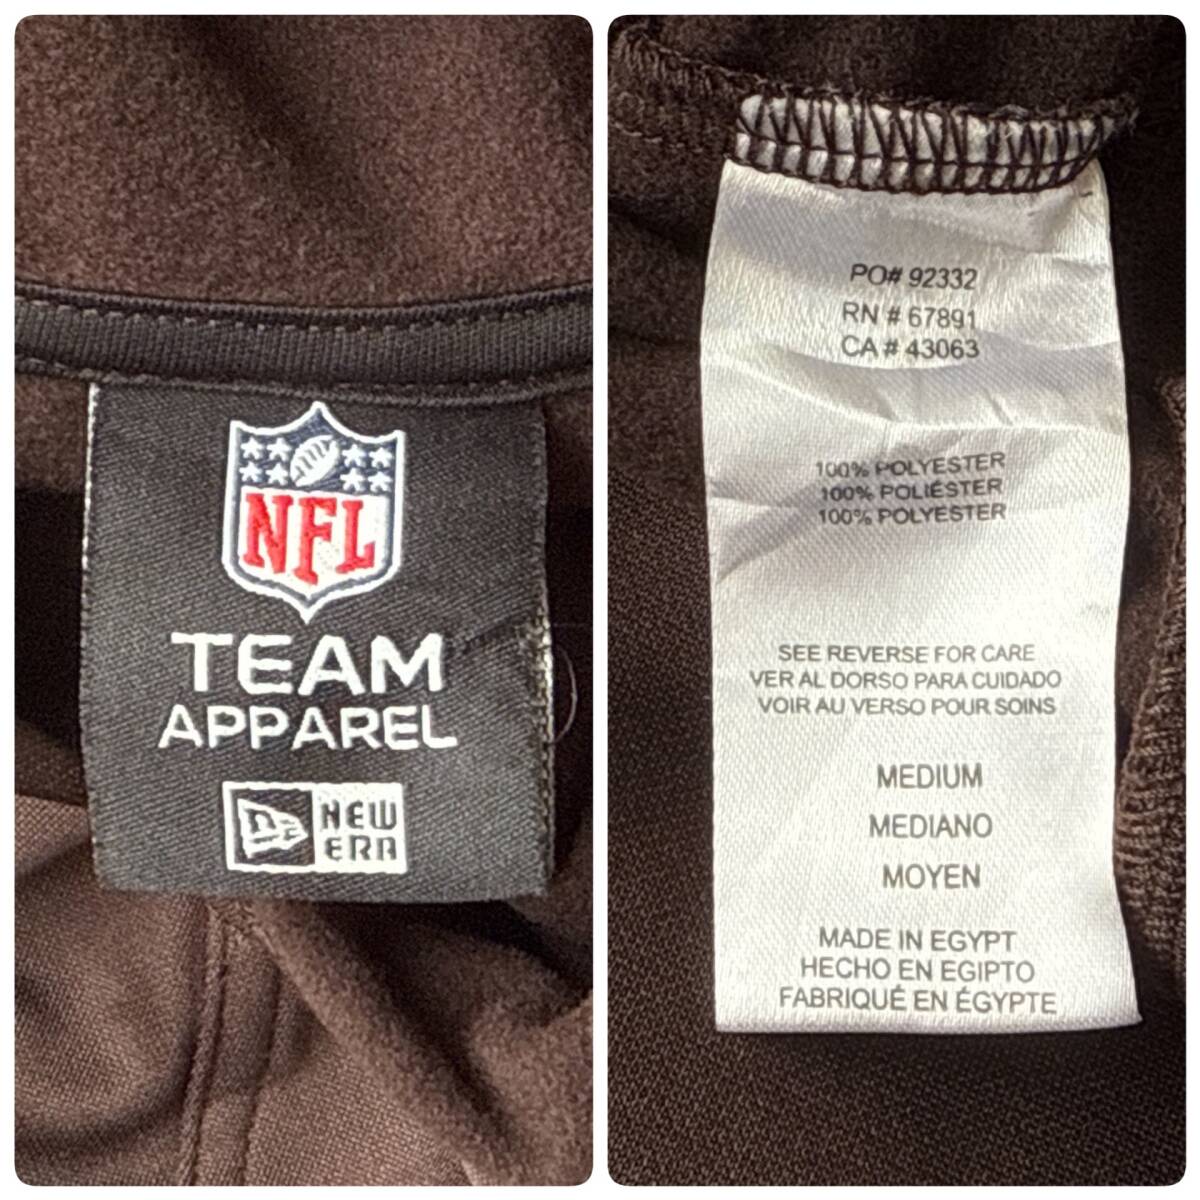 NFL
TEAM
APPAREL
NE NEW
ERA
PO# 92332
RN # 67891
CA # 43063
100% POLYESTER
100% POLIÉSTER
100% POLYESTER
SEE REVERSE FOR CARE
VER AL DORSO PARA CUIDADO
VOIR AU VERSO POUR SOINS
MEDIUM
MEDIANO
MOYEN
MADE IN EGYPT
HECHO EN EGIPTO
FABRIQUÉ EN ÉGYPTE